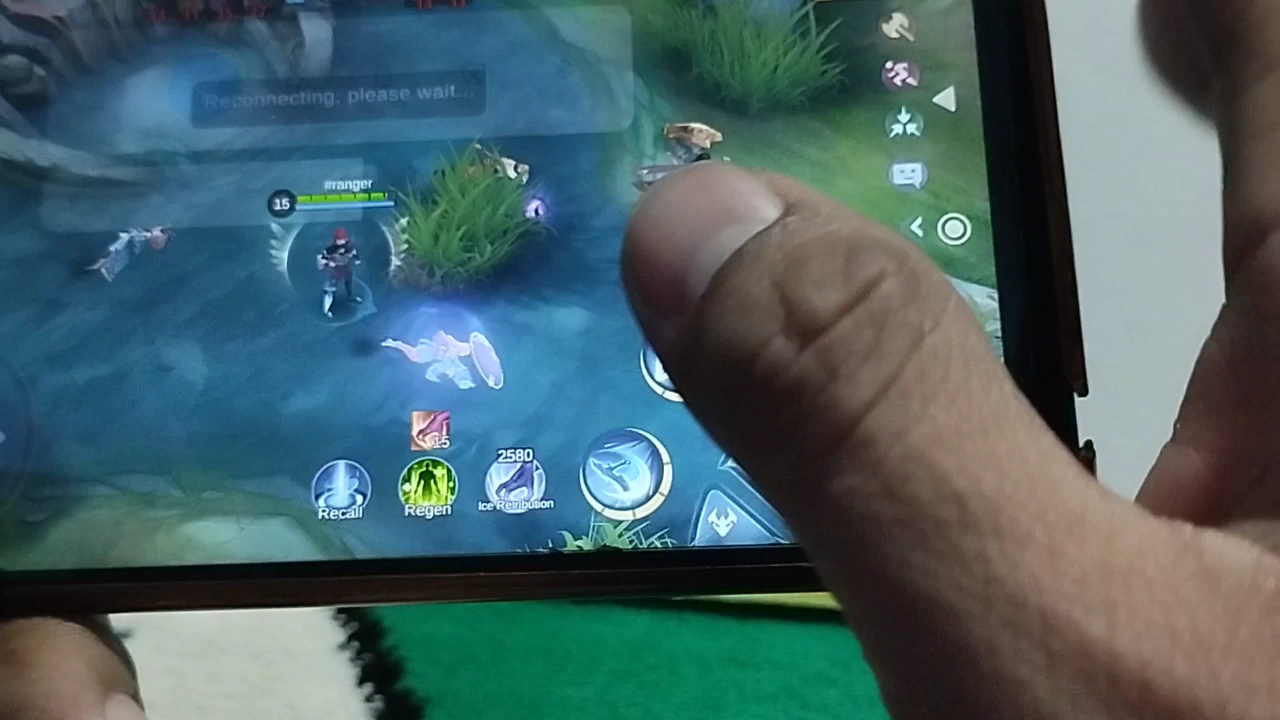 Reconnecting, please wait...
#ranger
15
15
2580
Recall
Regen
Ice Retribution